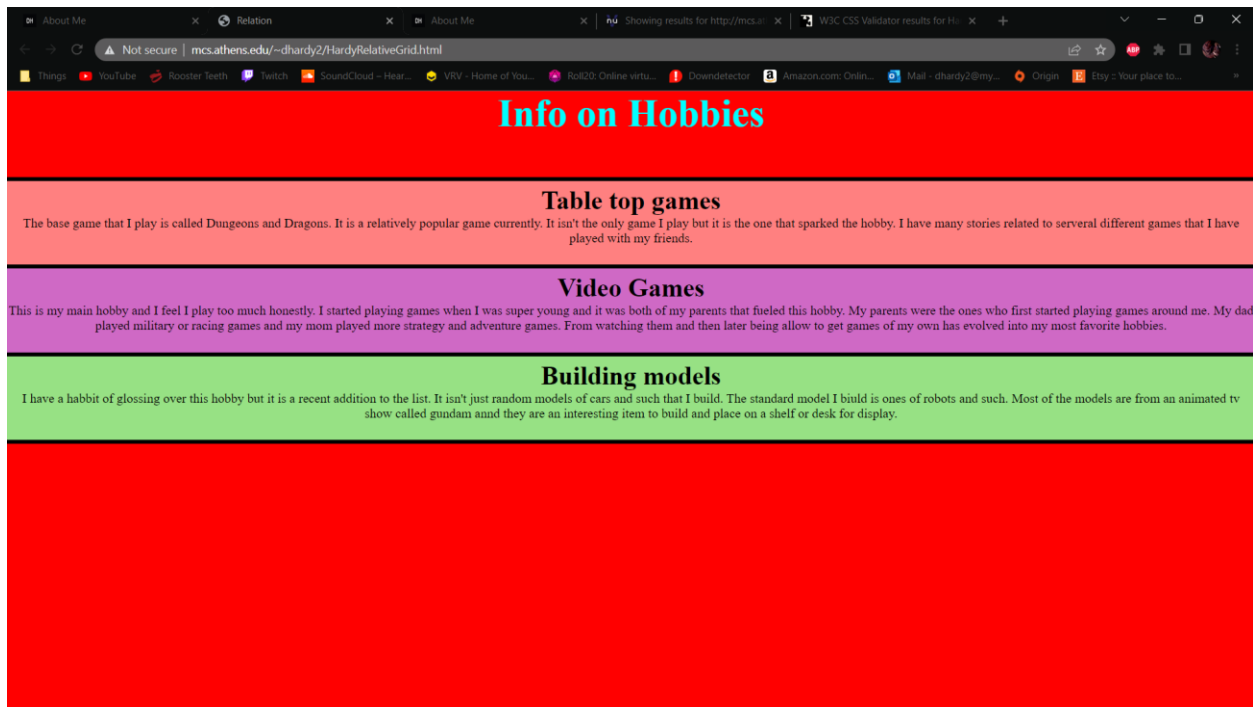 About Me
Relation
About Me
Showing results for http://mcs.at
W3C CSS Validator results for Ha
Not secure | mcs.athens.edu/~dhardy2/HardyRelativeGrid.html
Things
YouTube
Rooster Teeth
Twitch
SoundCloud – Hear...
VRV - Home of You...
Roll20: Online virtu...
Downdetector
Amazon.com: Onlin...
Mail - dhardy2@my...
Origin
Etsy :: Your place to...
Info on Hobbies
Table top games
The base game that I play is called Dungeons and Dragons. It is a relatively popular game currently. It isn't the only game I play but it is the one that sparked the hobby. I have many stories related to serveral different games that I have
played with my friends.
Video Games
This is my main hobby and I feel I play too much honestly. I started playing games when I was super young and it was both of my parents that fueled this hobby. My parents were the ones who first started playing games around me. My dad
played military or racing games and my mom played more strategy and adventure games. From watching them and then later being allow to get games of my own has evolved into my most favorite hobbies.
Building models
I have a habbit of glossing over this hobby but it is a recent addition to the list. It isn't just random models of cars and such that I build. The standard model I biuld is ones of robots and such. Most of the models are from an animated tv
show called gundam annd they are an interesting item to build and place on a shelf or desk for display.